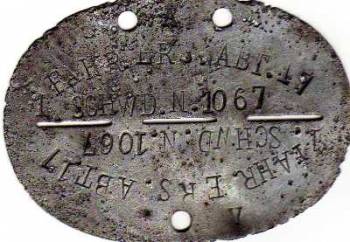 A
FAHR. ERS. ABT. 17
1. SCHWD. N. 1067
1. SCHWD. N. 1067
FAHR. ERS. ABT. 17
A